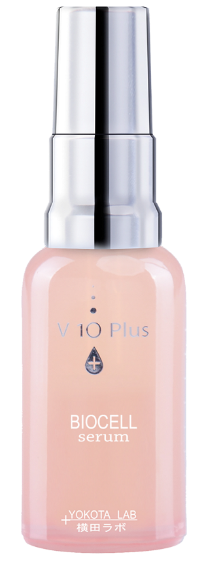 V10 Plus
BIOCELL
serum
+YOKOTA LAB
横田ラボ